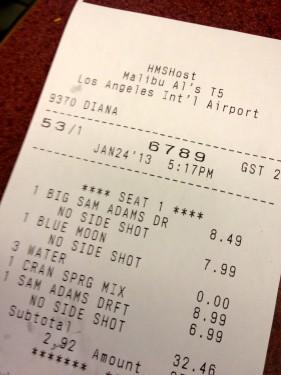 HMSHost
Malibu Al's T5
Los Angeles Int'l Airport
9370 DIANA
53/1 6789 GST 2
JAN24'13 5:17PM
**** SEAT 1 ****
1 BIG SAM ADAMS DR 8.49
NO SIDE SHOT
1 BLUE MOON 7.99
NO SIDE SHOT
3 WATER 0.00
1 CRAN SPRG MIX 8.99
1 SAM ADAMS DRFT 6.99
NO SIDE SHOT
Subtotal 32.46
2.92 Amount